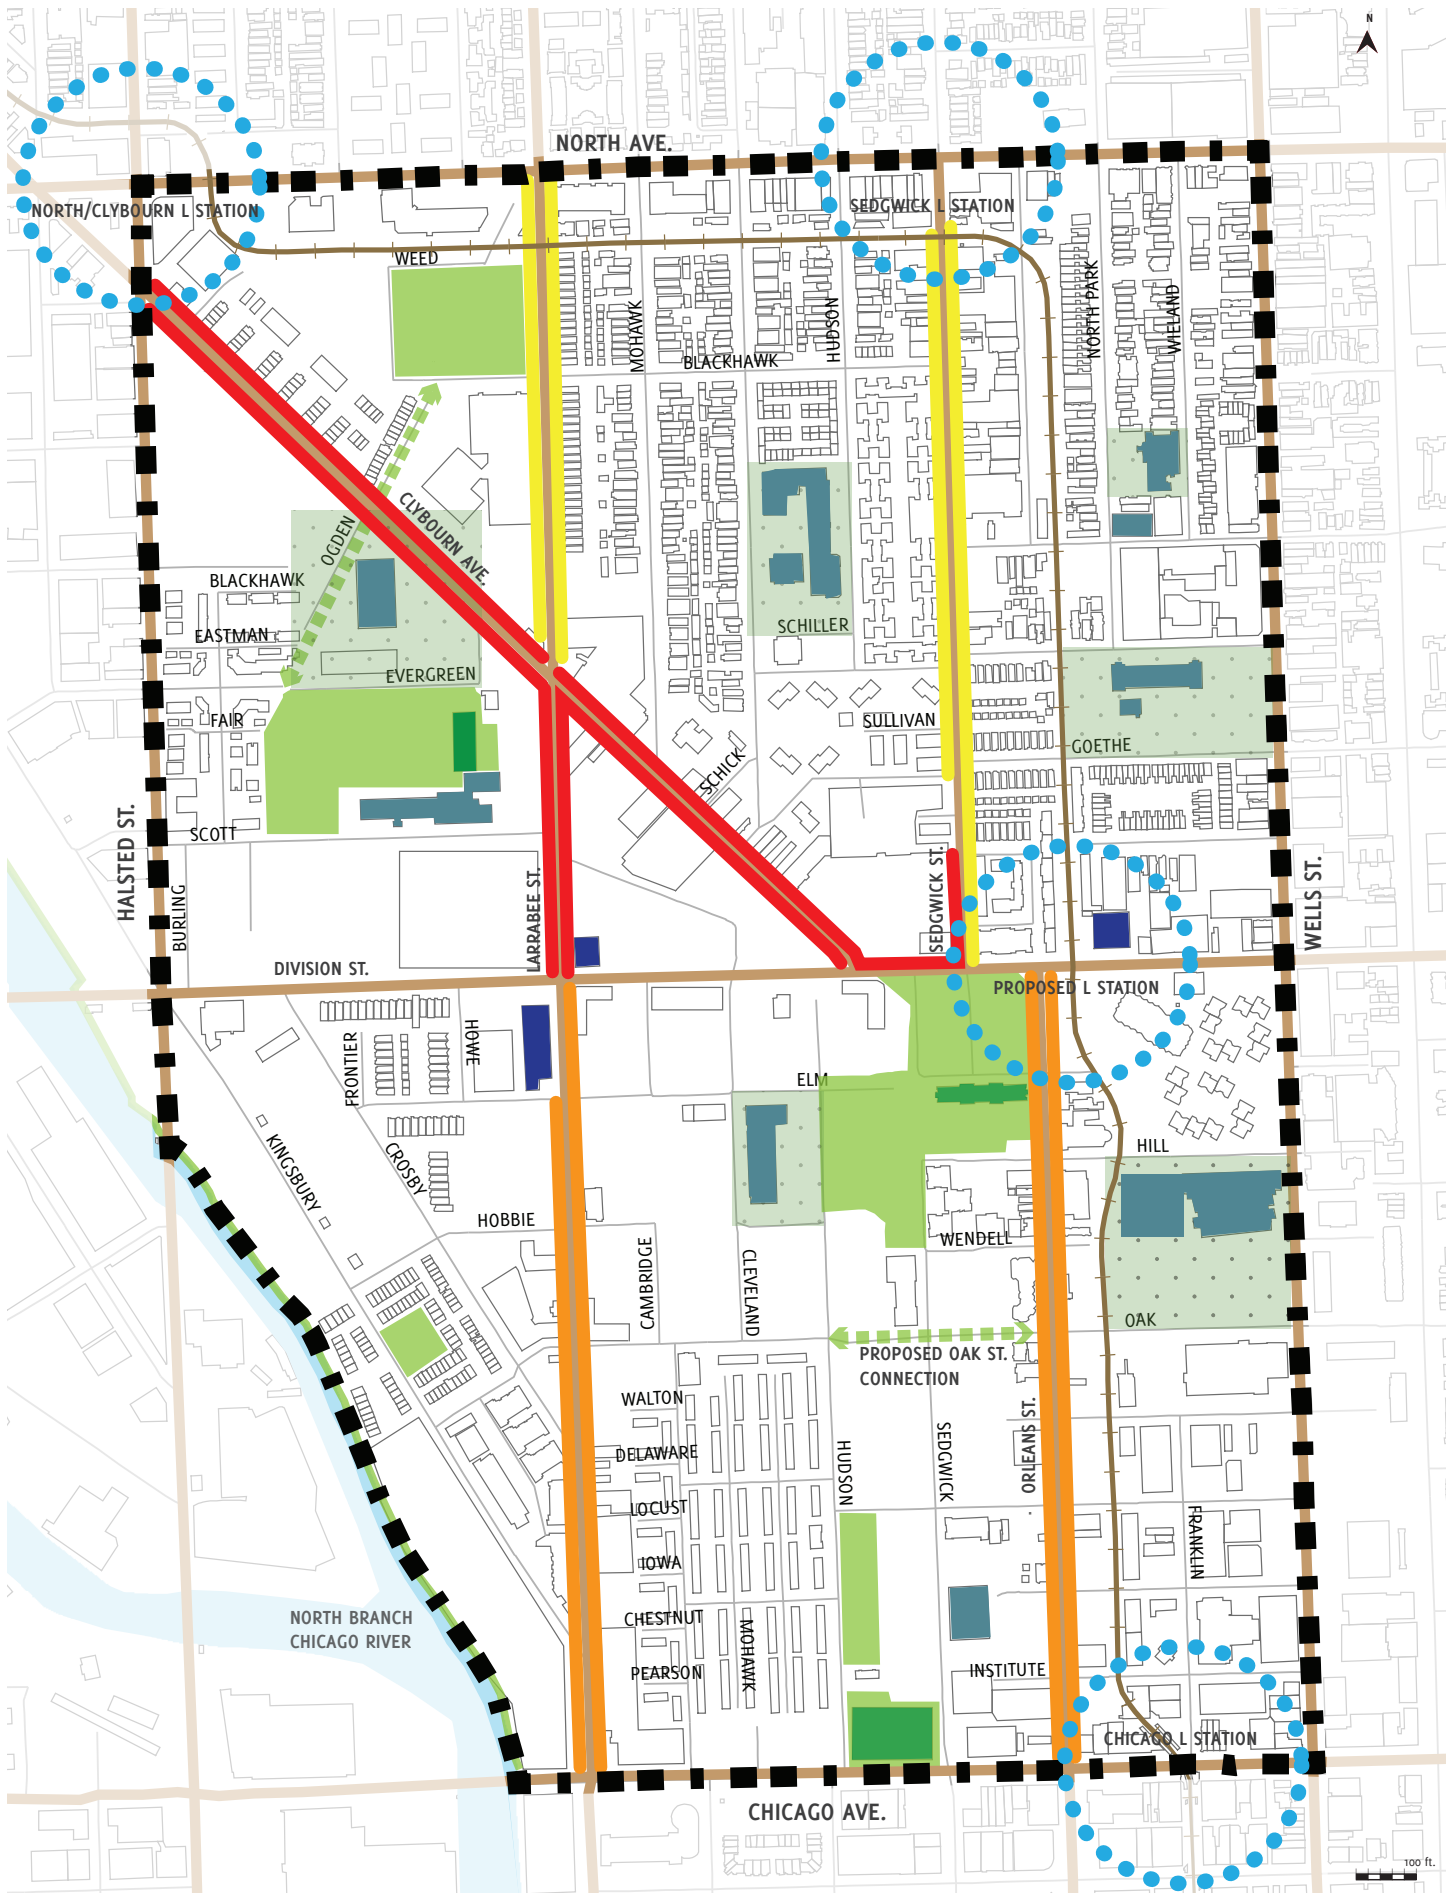 N
NORTH AVE.
NORTH/CLYBOURN L STATION
SEDGWICK L STATION
WEED
NORTH PARK
WIELAND
MOHAWK
HUDSON
BLACKHAWK
CLYBOURN AVE.
OGDEN
BLACKHAWK
EASTMAN
SCHILLER
EVERGREEN
FAIR
SULLIVAN
GOETHE
SCHICK
SCOTT
HALSTED ST.
BURLING
LARRABEE ST.
SEDGWICK ST.
WELLS ST.
DIVISION ST.
PROPOSED L STATION
FRONTIER
HOWE
ELM
KINGSBURY
CROSBY
HILL
HOBBIE
WENDELL
CAMBRIDGE
CLEVELAND
OAK
PROPOSED OAK ST.
CONNECTION
WALTON
DELAWARE
HUDSON
SEDGWICK
ORLEANS ST.
LOCUST
FRANKLIN
IOWA
NORTH BRANCH
CHICAGO RIVER
CHESTNUT
MOHAWK
PEARSON
INSTITUTE
CHICAGO L STATION
CHICAGO AVE.
100 ft.